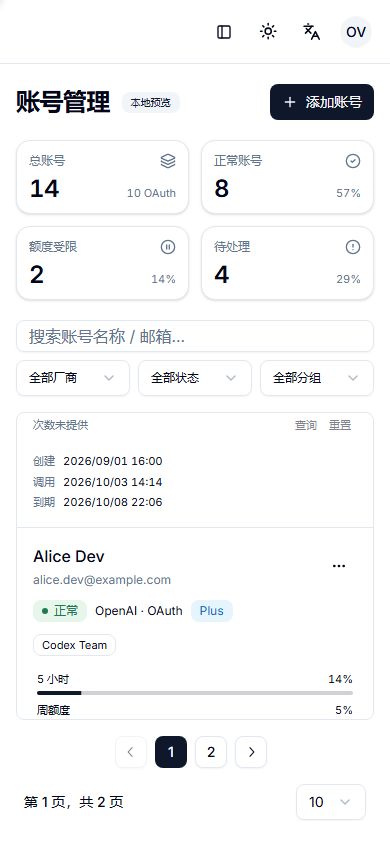 OV
账号管理 本地预览 添加账号
总账号 正常账号
14 10 OAuth 8 57%
额度受限 待处理
2 14% 4 29%
搜索账号名称 / 邮箱...
全部厂商 全部状态 全部分组
次数未提供 查询 重置
创建 2026/09/01 16:00
调用 2026/10/03 14:14
到期 2026/10/08 22:06
Alice Dev
alice.dev@example.com
正常 OpenAI · OAuth Plus
Codex Team
5 小时 14%
周额度 5%
1 2
第 1 页，共 2 页 10